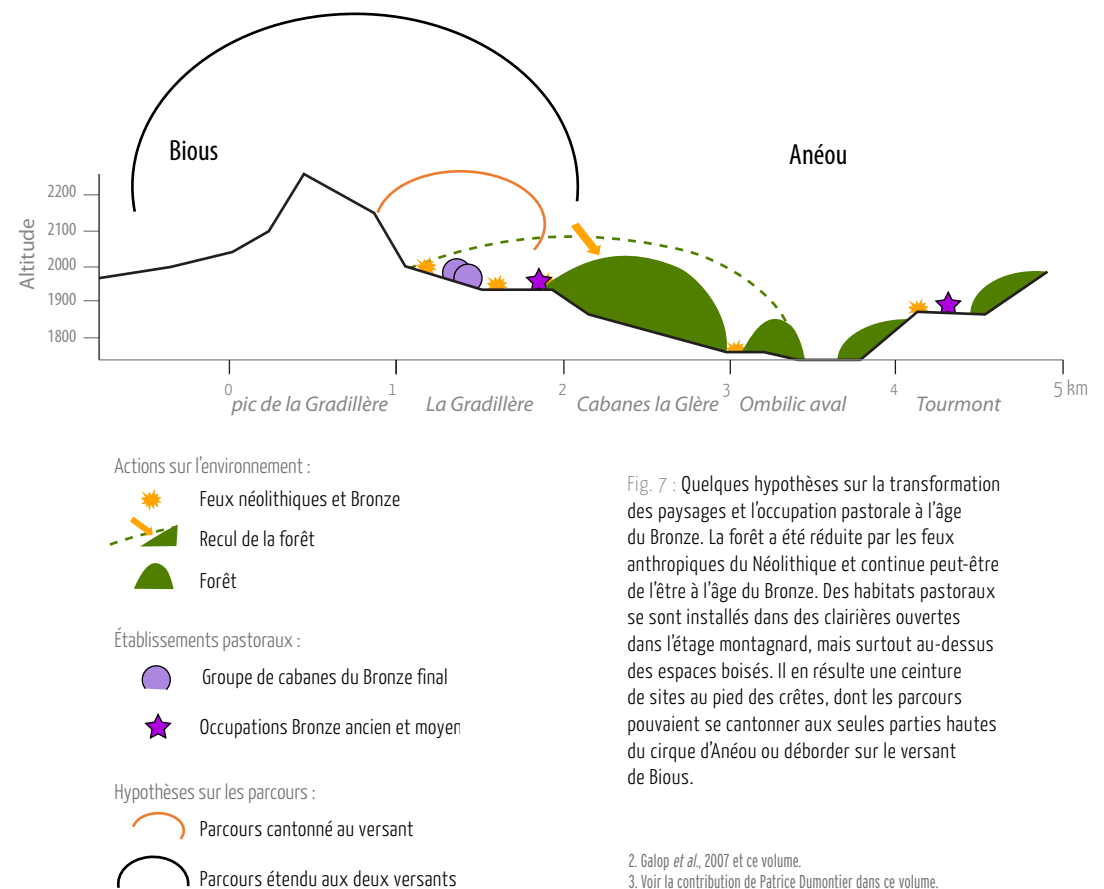 Bious
Anéou
Altitude
2200
2100
2000
1900
1800
0
1
2
3
4
5 km
pic de la Gradillère
La Gradillère
Cabanes la Glère
Ombilic aval
Tourmont
Actions sur l'environnement :
Feux néolithiques et Bronze
Recul de la forêt
Forêt
Établissements pastoraux :
Groupe de cabanes du Bronze final
Occupations Bronze ancien et moyen
Hypothèses sur les parcours :
Parcours cantonné au versant
Parcours étendu aux deux versants
Fig. 7 : Quelques hypothèses sur la transformation
des paysages et l'occupation pastorale à l'âge
du Bronze. La forêt a été réduite par les feux
anthropiques du Néolithique et continue peut-être
de l'être à l'âge du Bronze. Des habitats pastoraux
se sont installés dans des clairières ouvertes
dans l'étage montagnard, mais surtout au-dessus
des espaces boisés. Il en résulte une ceinture
de sites au pied des crêtes, dont les parcours
pouvaient se cantonner aux seules parties hautes
du cirque d'Anéou ou déborder sur le versant
de Bious.
2. Galop et al., 2007 et ce volume.
3. Voir la contribution de Patrice Dumontier dans ce volume.